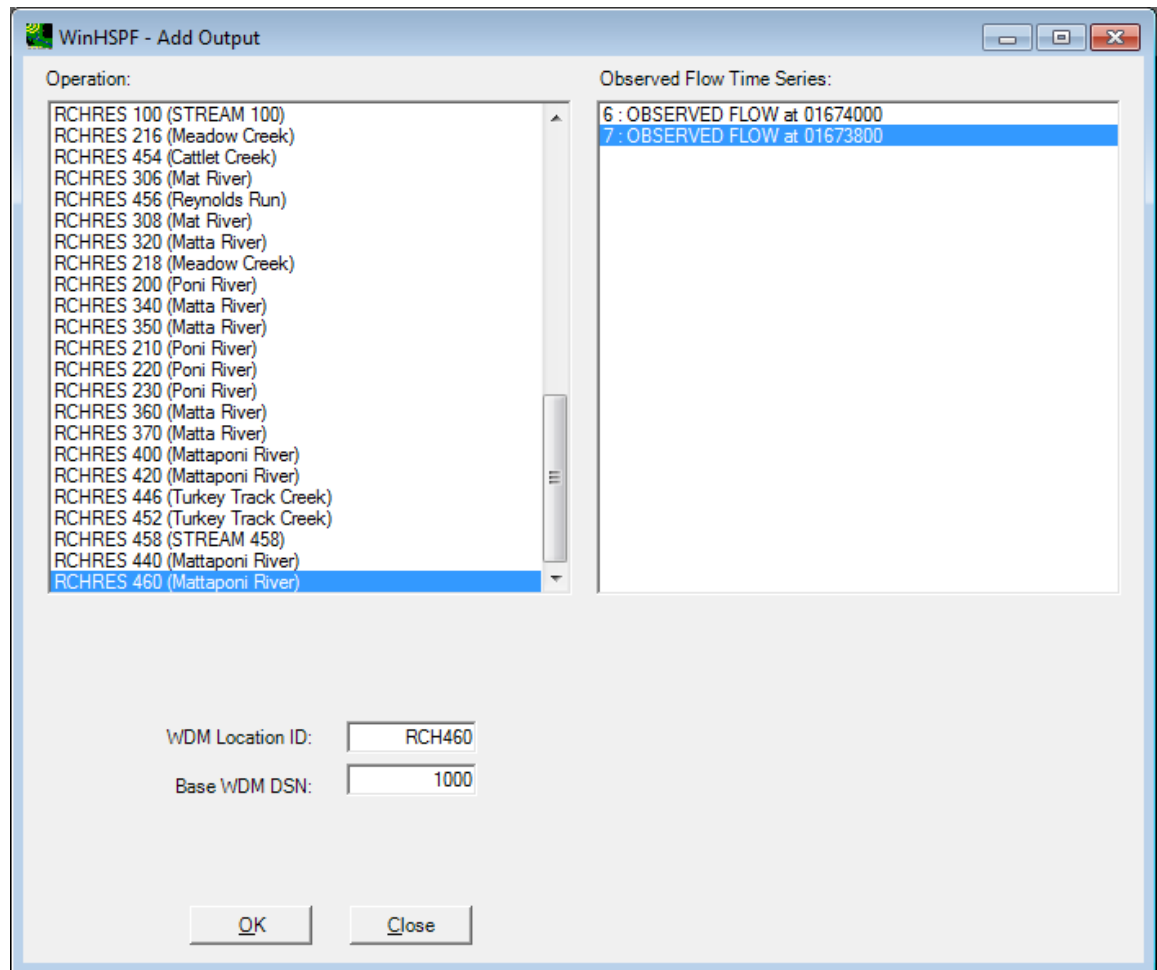 WinHSPF - Add Output
Operation:
RCHRES 100 (STREAM 100)
RCHRES 216 (Meadow Creek)
RCHRES 454 (Cattlet Creek)
RCHRES 306 (Mat River)
RCHRES 456 (Reynolds Run)
RCHRES 308 (Mat River)
RCHRES 320 (Matta River)
RCHRES 218 (Meadow Creek)
RCHRES 200 (Poni River)
RCHRES 340 (Matta River)
RCHRES 350 (Matta River)
RCHRES 210 (Poni River)
RCHRES 220 (Poni River)
RCHRES 230 (Poni River)
RCHRES 360 (Matta River)
RCHRES 370 (Matta River)
RCHRES 400 (Mattaponi River)
RCHRES 420 (Mattaponi River)
RCHRES 446 (Turkey Track Creek)
RCHRES 452 (Turkey Track Creek)
RCHRES 458 (STREAM 458)
RCHRES 440 (Mattaponi River)
RCHRES 460 (Mattaponi River)
Observed Flow Time Series:
6 : OBSERVED FLOW at 01674000
7 : OBSERVED FLOW at 01673800
WDM Location ID: RCH460
Base WDM DSN: 1000
OK Close